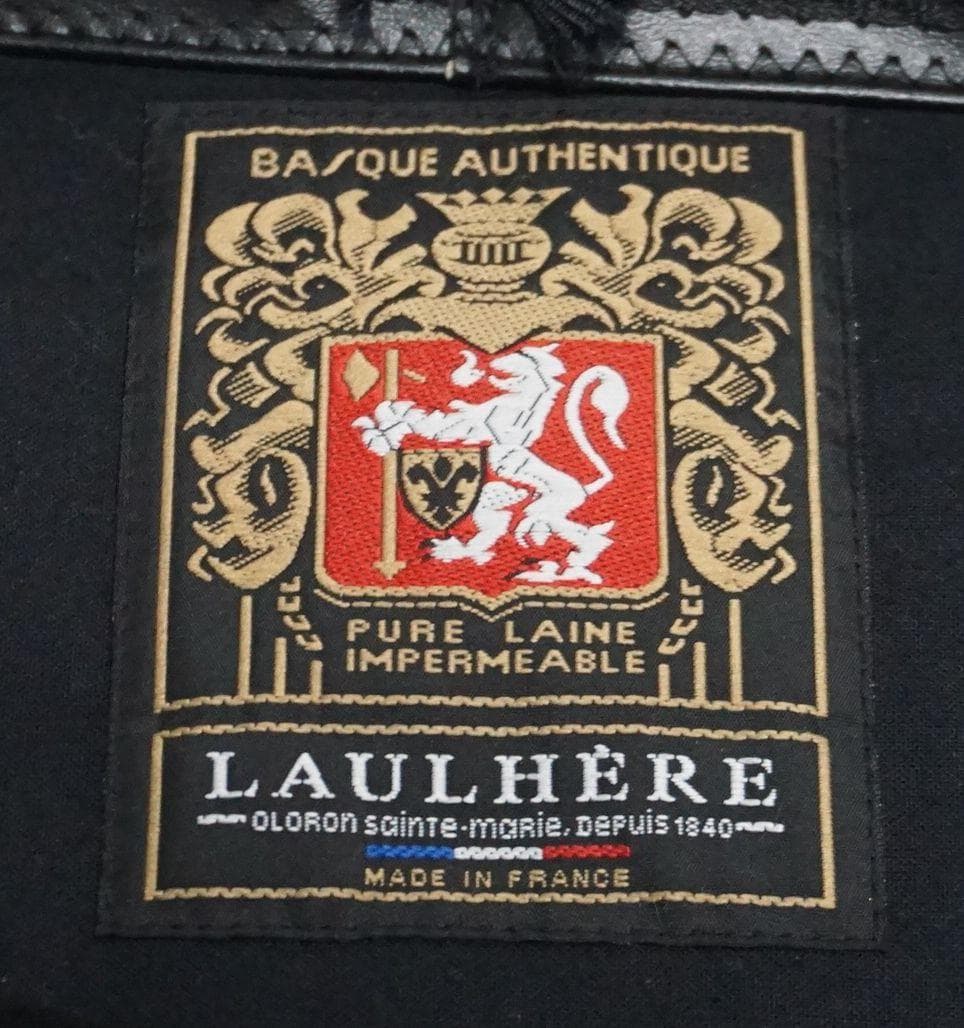 BASQUE AUTHENTIQUE
PURE LAINE
IMPERMEABLE
LAULHÈRE
OLORON SAINTE-MARIE, DEPUIS 1840
MADE IN FRANCE